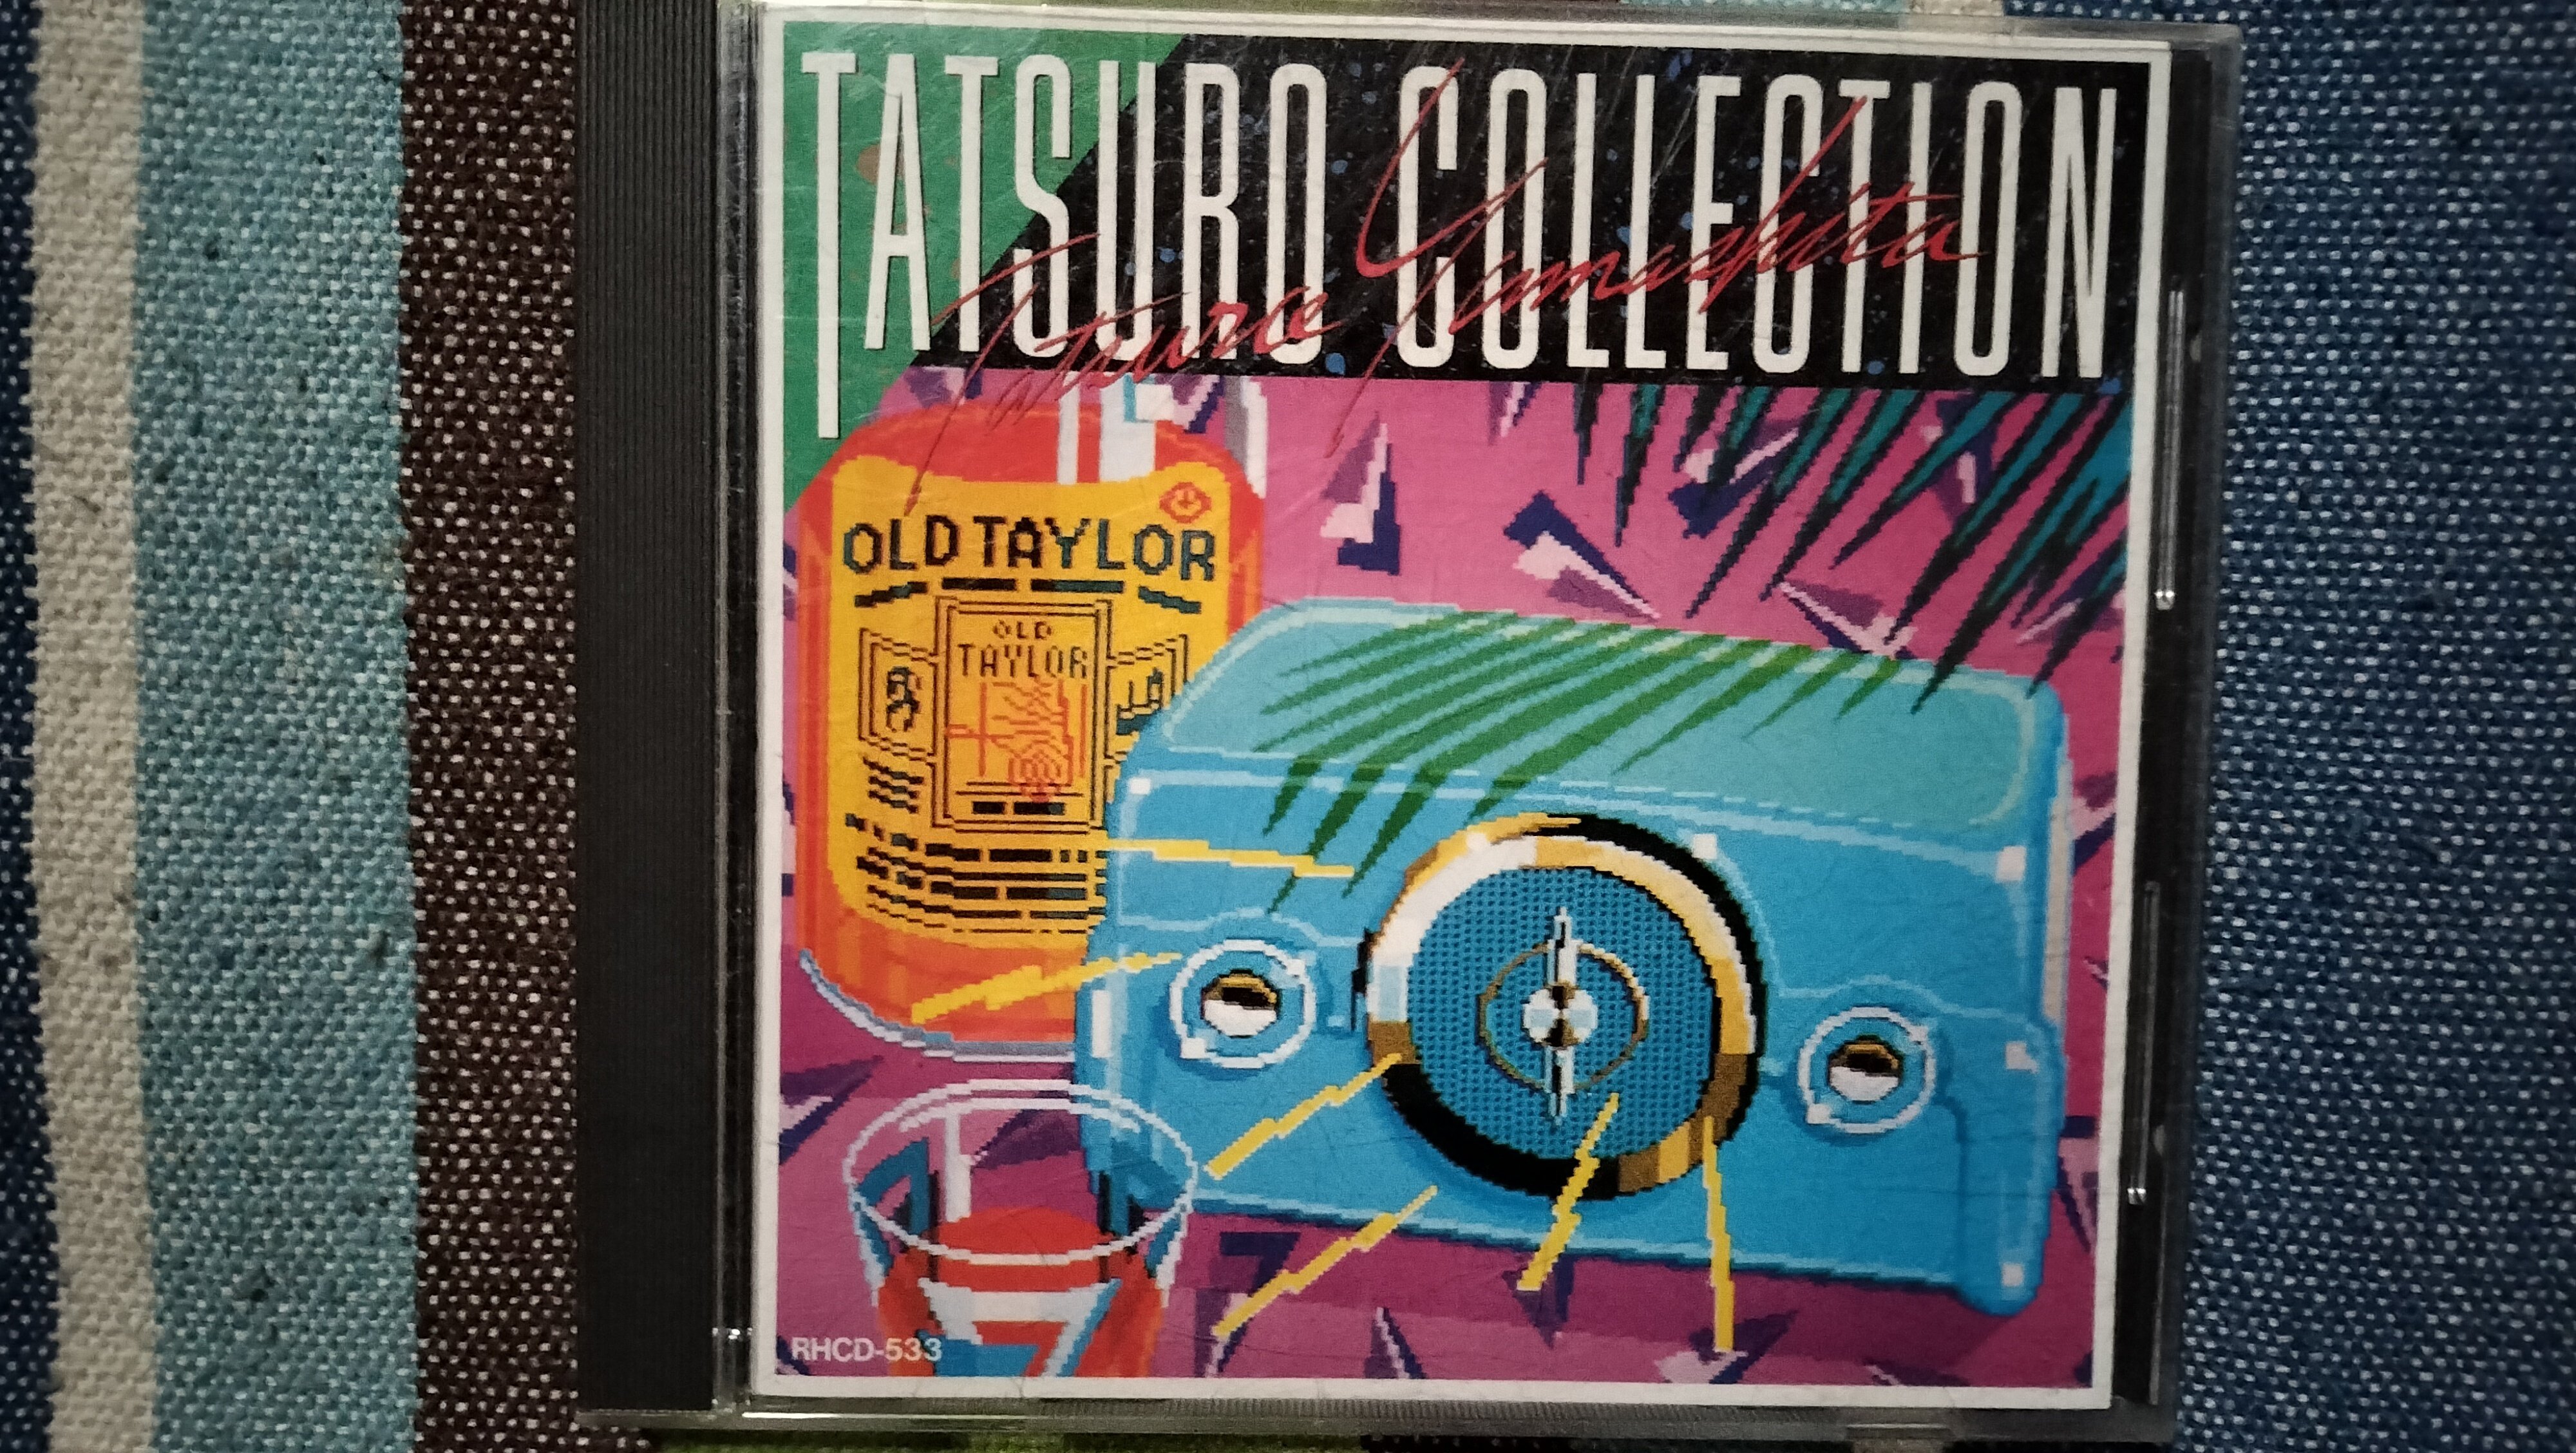 TATSURO COLLECTION
Tatsuro Yamashita
OLD TAYLOR
OLD
TAYLOR
RHCD-533